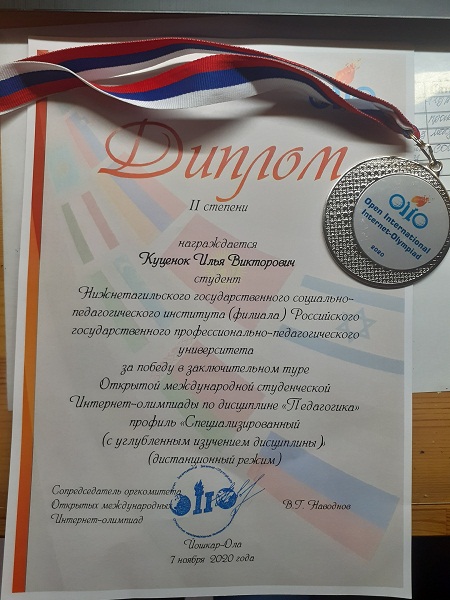 Диплом
II степени
награждается
Куценок Илья Викторович
студент
Нижнетагильского государственного социально-
педагогического института (филиала) Российского
государственного профессионально-педагогического
университета
за победу в заключительном туре
Открытой международной студенческой
Интернет-олимпиады по дисциплине «Педагогика»
профиль «Специализированный
(с углубленным изучением дисциплины)»
(дистанционный режим)
Сопредседатель оргкомитета
Открытых международных
Интернет-олимпиад
В.Г. Наводнов
Йошкар-Ола
7 ноября 2020 года
Open International
Internet-Olympiad
2020